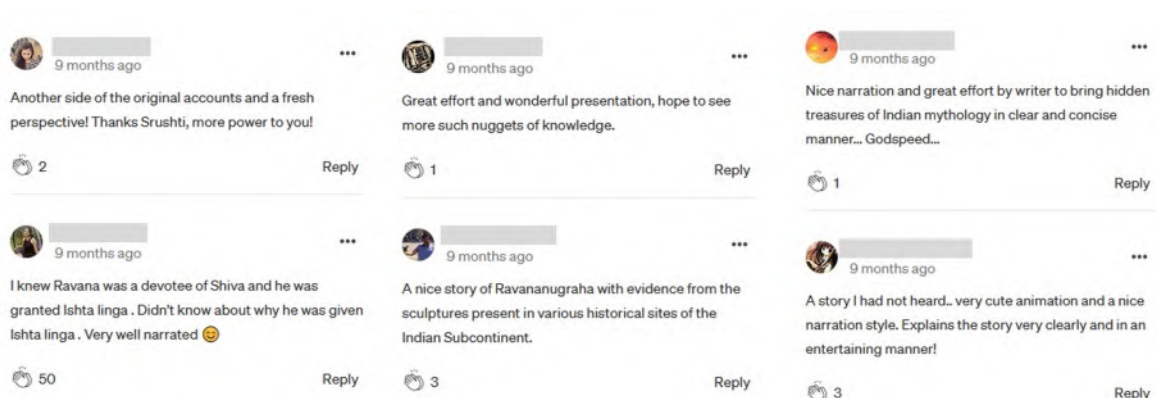 9 months ago
Another side of the original accounts and a fresh
perspective! Thanks Srushti, more power to you!
2
Reply
9 months ago
I knew Ravana was a devotee of Shiva and he was
granted Ishta linga . Didn't know about why he was given
Ishta linga . Very well narrated 😊
50
Reply
9 months ago
Great effort and wonderful presentation, hope to see
more such nuggets of knowledge.
1
Reply
9 months ago
A nice story of Ravananugraha with evidence from the
sculptures present in various historical sites of the
Indian Subcontinent.
3
Reply
9 months ago
Nice narration and great effort by writer to bring hidden
treasures of Indian mythology in clear and concise
manner... Godspeed...
1
Reply
9 months ago
A story I had not heard.. very cute animation and a nice
narration style. Explains the story very clearly and in an
entertaining manner!
3
Reply